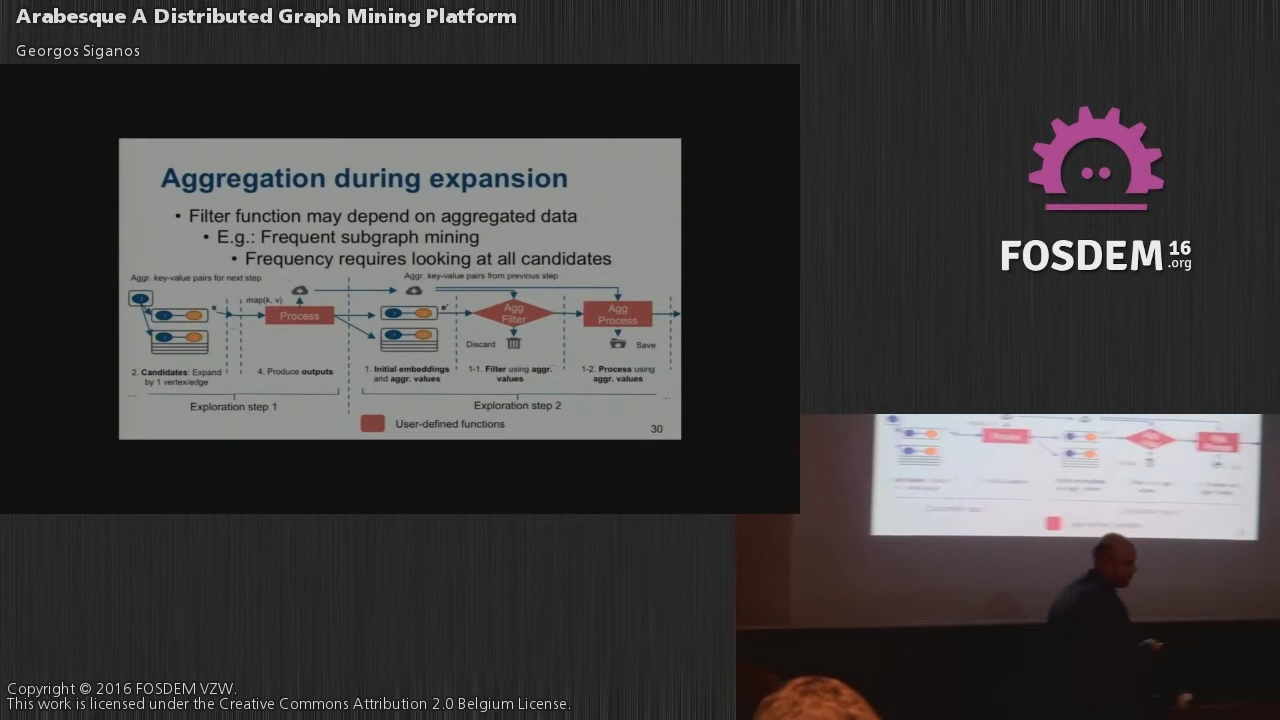 Arabesque A Distributed Graph Mining Platform
Georgos Siganos
Aggregation during expansion
• Filter function may depend on aggregated data
• E.g.: Frequent subgraph mining
• Frequency requires looking at all candidates
Aggr. key-value pairs for next step
Aggr. key-value pairs from previous step
map(k, v)
e
e'
Process
Agg
Filter
Agg
Process
Discard
Save
2. Candidates: Expand
by 1 vertex/edge
4. Produce outputs
1. Initial embeddings
and aggr. values
1-1. Filter using aggr.
values
1-2. Process using
aggr. values
...
...
Exploration step 1
Exploration step 2
User-defined functions
30
FOSDEM 16
.org
Copyright © 2016 FOSDEM VZW.
This work is licensed under the Creative Commons Attribution 2.0 Belgium License.